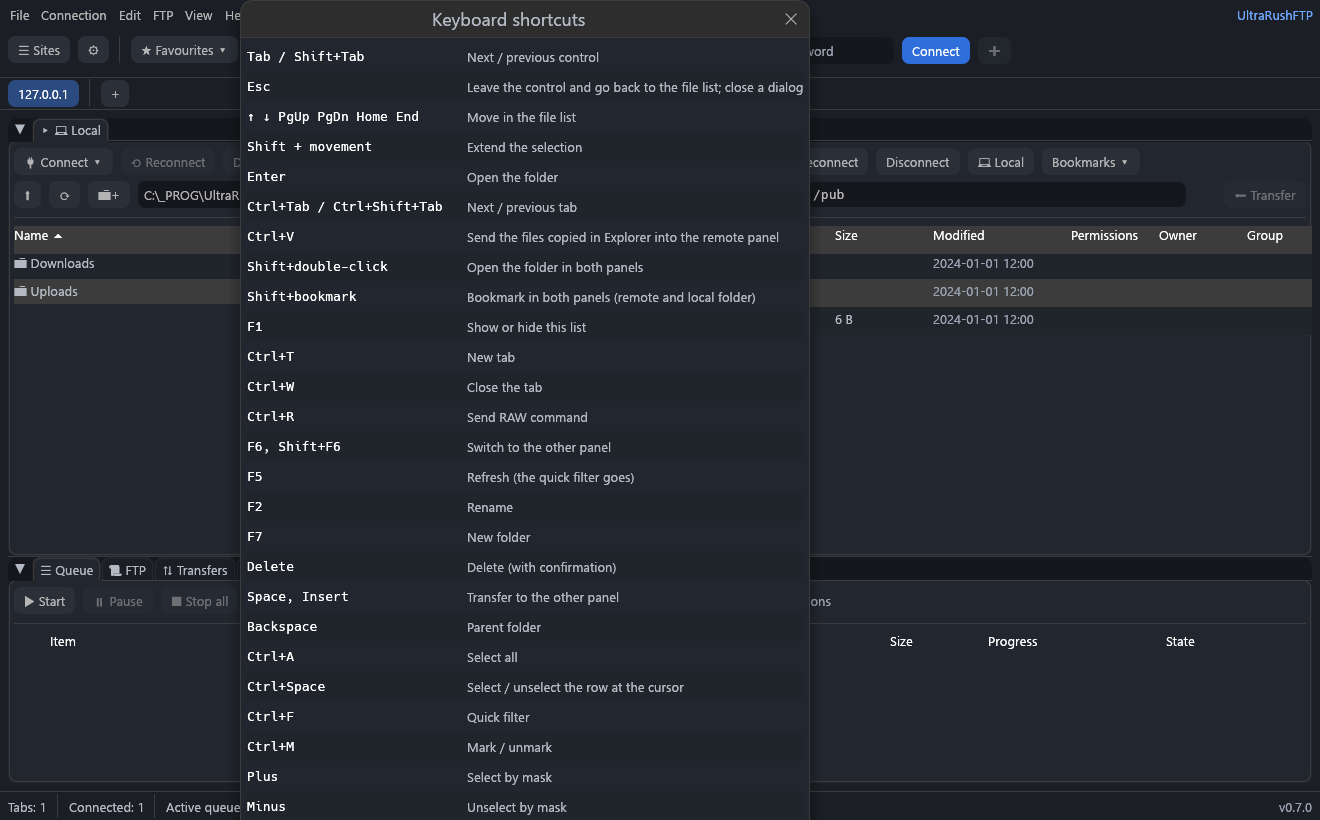 File Connection Edit FTP View He
UltraRushFTP
Keyboard shortcuts
Sites
Favourites
ord
Connect
127.0.0.1
+
Local
Connect
Reconnect
D
connect
Disconnect
Local
Bookmarks
C:\_PROG\UltraR
/pub
Transfer
Name
Size Modified Permissions Owner Group
Downloads
2024-01-01 12:00
Uploads
2024-01-01 12:00
6 B 2024-01-01 12:00
Tab / Shift+Tab Next / previous control
Esc Leave the control and go back to the file list; close a dialog
↑ ↓ PgUp PgDn Home End Move in the file list
Shift + movement Extend the selection
Enter Open the folder
Ctrl+Tab / Ctrl+Shift+Tab Next / previous tab
Ctrl+V Send the files copied in Explorer into the remote panel
Shift+double-click Open the folder in both panels
Shift+bookmark Bookmark in both panels (remote and local folder)
F1 Show or hide this list
Ctrl+T New tab
Ctrl+W Close the tab
Ctrl+R Send RAW command
F6, Shift+F6 Switch to the other panel
F5 Refresh (the quick filter goes)
F2 Rename
F7 New folder
Delete Delete (with confirmation)
Space, Insert Transfer to the other panel
Backspace Parent folder
Ctrl+A Select all
Ctrl+Space Select / unselect the row at the cursor
Ctrl+F Quick filter
Ctrl+M Mark / unmark
Plus Select by mask
Minus Unselect by mask
Queue FTP Transfers
Start Pause Stop all
ons
Item Size Progress State
Tabs: 1 Connected: 1 Active queue
v0.7.0